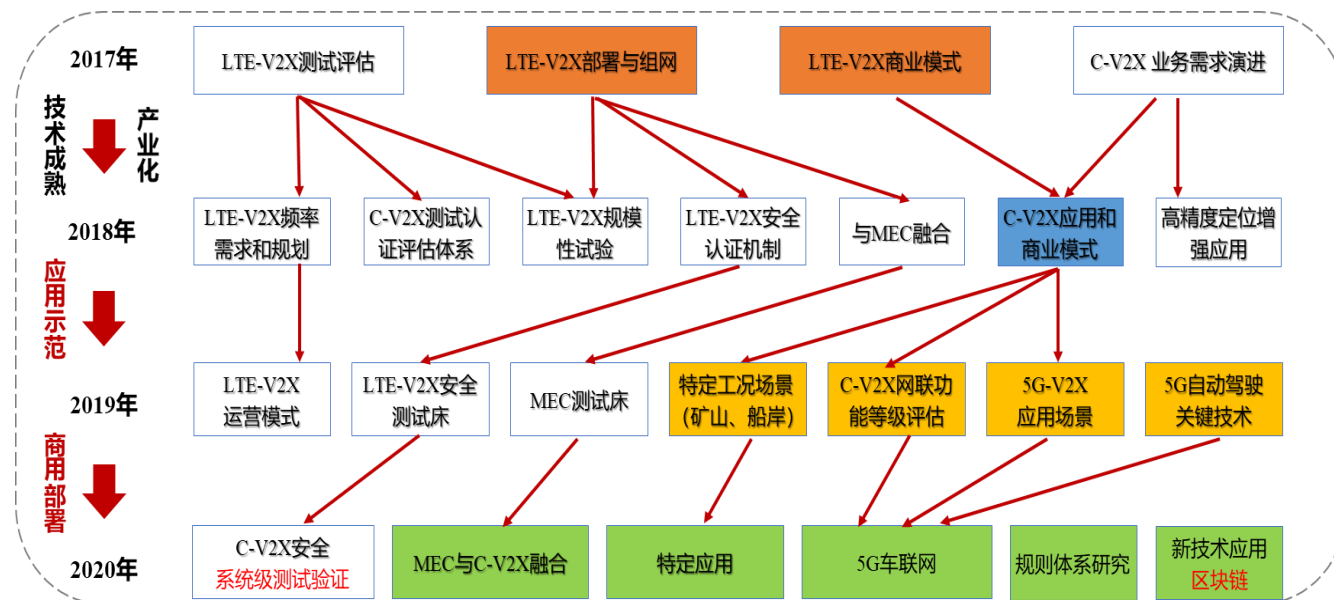 2017年
LTE-V2X测试评估
LTE-V2X部署与组网
LTE-V2X商业模式
C-V2X 业务需求演进
技术成熟
产业化
2018年
LTE-V2X频率
需求和规划
C-V2X测试认
证评估体系
LTE-V2X规模
性试验
LTE-V2X安全
认证机制
与MEC融合
C-V2X应用和
商业模式
高精度定位增
强应用
应用示范
2019年
LTE-V2X
运营模式
LTE-V2X安全
测试床
MEC测试床
特定工况场景
（矿山、船岸）
C-V2X网联功
能等级评估
5G-V2X
应用场景
5G自动驾驶
关键技术
商用部署
2020年
C-V2X安全
系统级测试验证
MEC与C-V2X融合
特定应用
5G车联网
规则体系研究
新技术应用
区块链